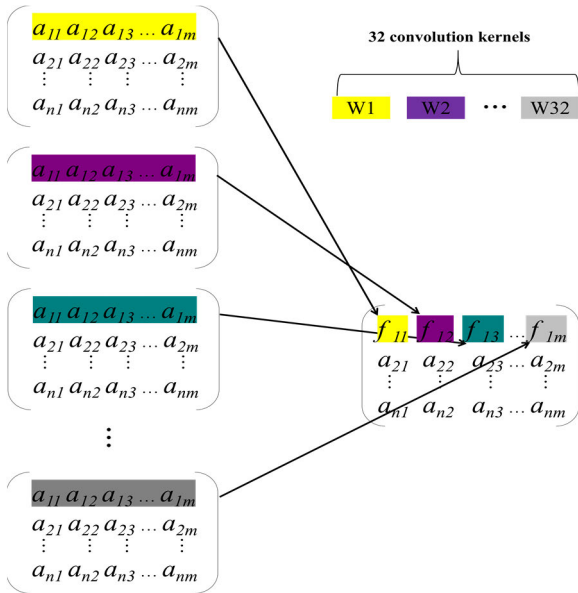 a11 a12 a13 ... a1m
a21 a22 a23 ... a2m
⋮ ⋮ ⋮ ⋮
an1 an2 an3 ... anm
32 convolution kernels
W1 W2 ... W32
a11 a12 a13 ... a1m
a21 a22 a23 ... a2m
⋮ ⋮ ⋮ ⋮
an1 an2 an3 ... anm
a11 a12 a13 ... a1m
a21 a22 a23 ... a2m
⋮ ⋮ ⋮ ⋮
an1 an2 an3 ... anm
⋮
a11 a12 a13 ... a1m
a21 a22 a23 ... a2m
⋮ ⋮ ⋮ ⋮
an1 an2 an3 ... anm
f11 f12 f13 ... f1m
a21 a22 a23 ... a2m
⋮ ⋮ ⋮ ⋮
an1 an2 an3 ... anm